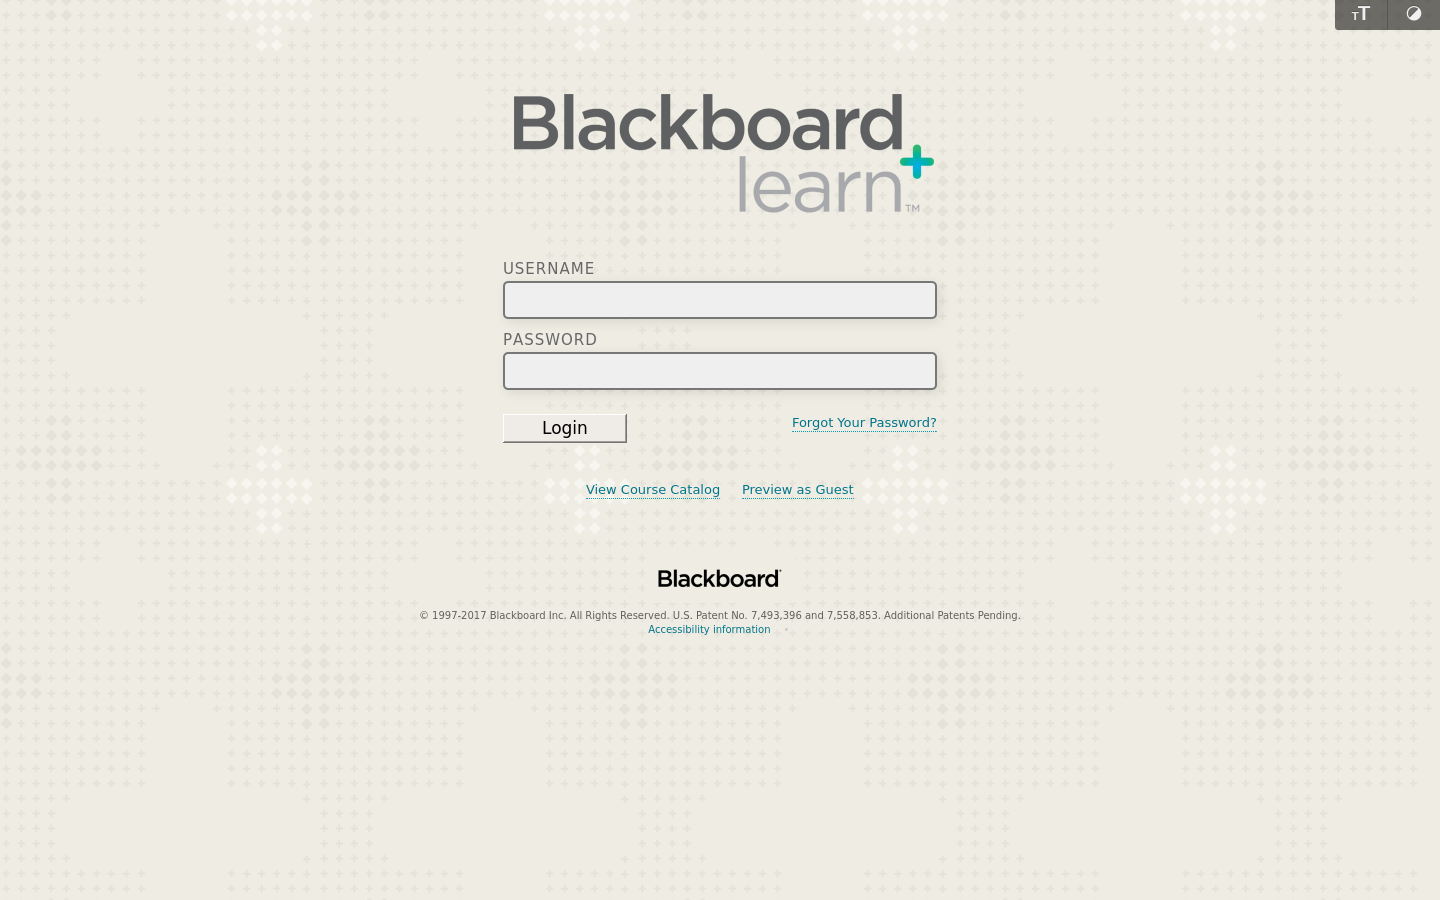 TT
Blackboard
learn™
USERNAME
PASSWORD
Login
Forgot Your Password?
View Course Catalog Preview as Guest
Blackboard
© 1997-2017 Blackboard Inc. All Rights Reserved. U.S. Patent No. 7,493,396 and 7,558,853. Additional Patents Pending.
Accessibility information